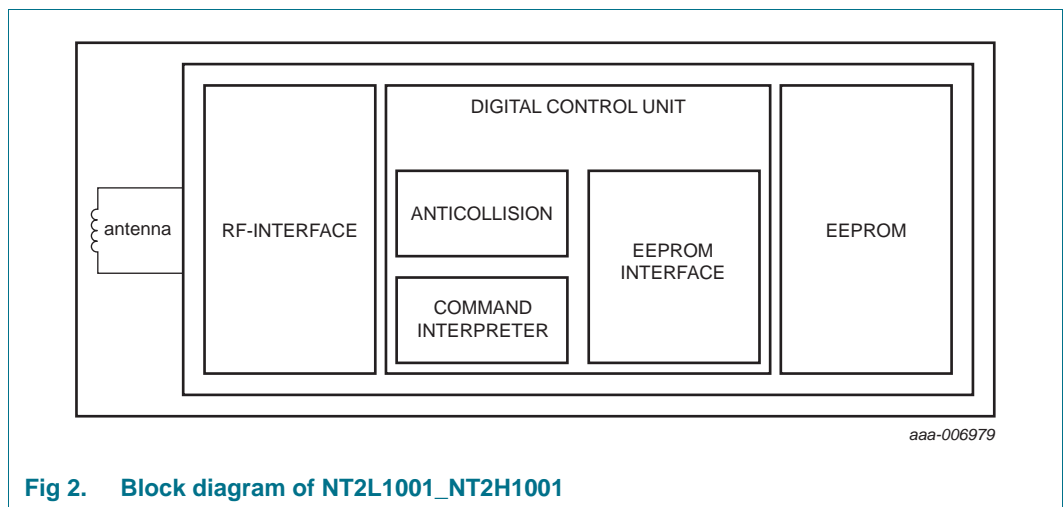 DIGITAL CONTROL UNIT
antenna
RF-INTERFACE
ANTICOLLISION
COMMAND
INTERPRETER
EEPROM
INTERFACE
EEPROM
aaa-006979
Fig 2. Block diagram of NT2L1001_NT2H1001